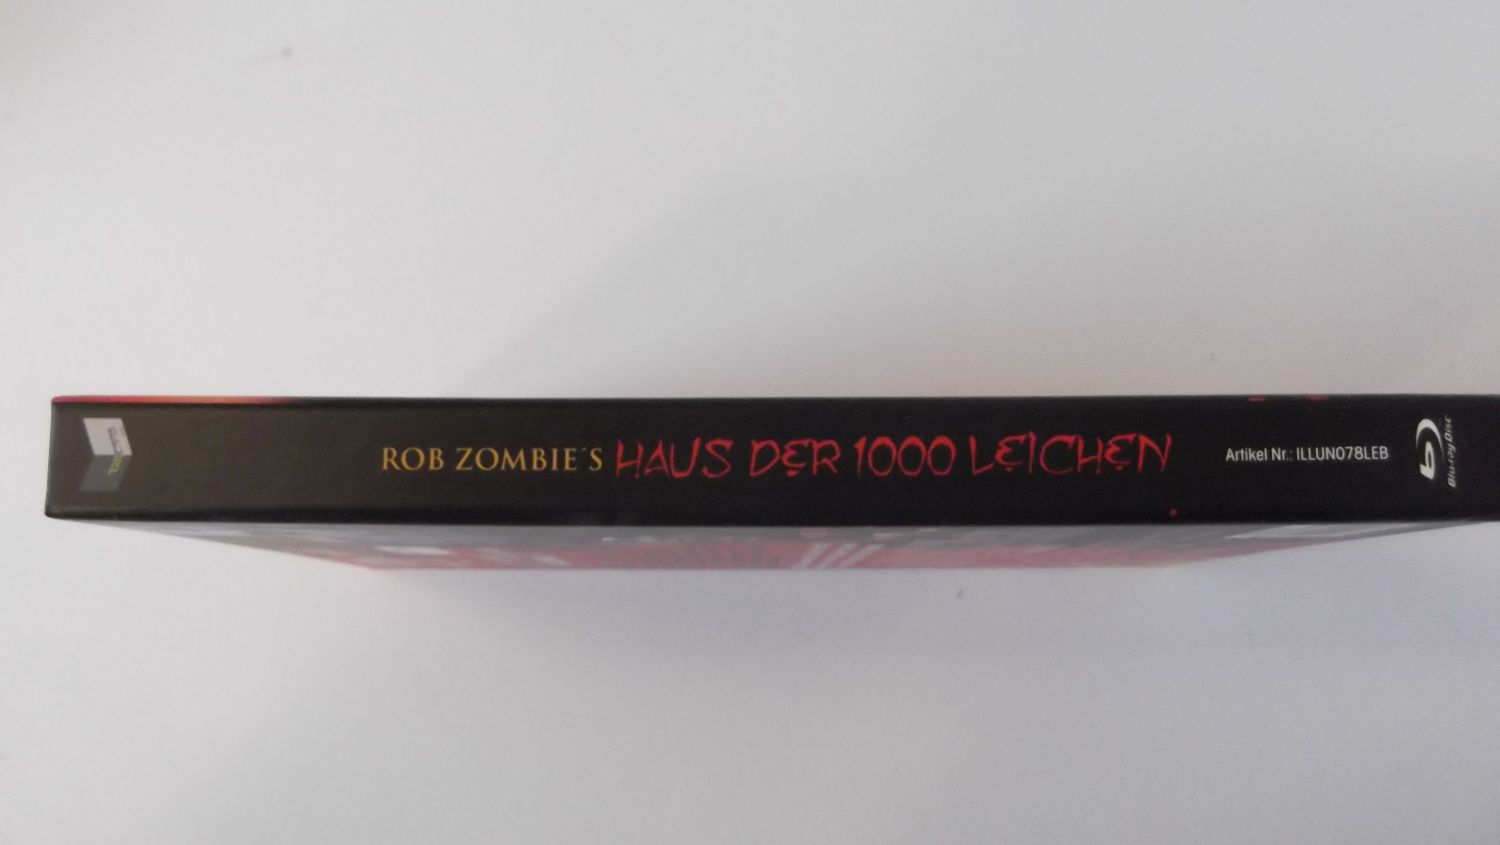 ROB ZOMBIE´S HAUS DER 1000 LEICHEN
Artikel Nr.: ILLUN078LEB
Blu-ray Disc